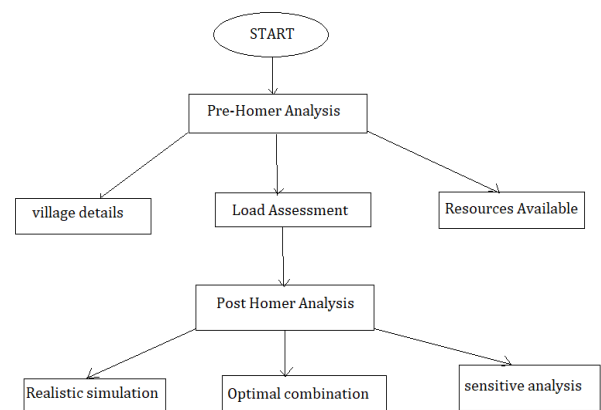 START
Pre-Homer Analysis
village details
Load Assessment
Resources Available
Post Homer Analysis
Realistic simulation
Optimal combination
sensitive analysis